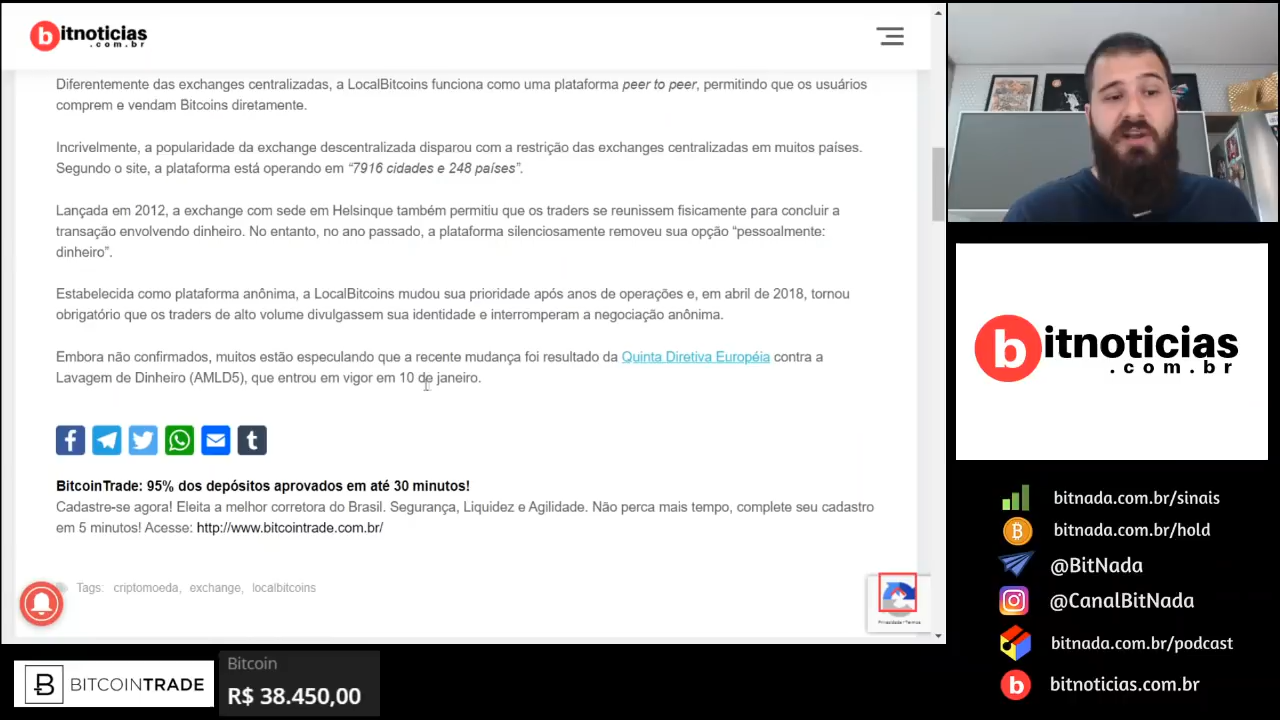 bitnoticias
.com.br
Diferentemente das exchanges centralizadas, a LocalBitcoins funciona como uma plataforma peer to peer, permitindo que os usuários
comprem e vendam Bitcoins diretamente.
Incrivelmente, a popularidade da exchange descentralizada disparou com a restrição das exchanges centralizadas em muitos países.
Segundo o site, a plataforma está operando em “7916 cidades e 248 países”.
Lançada em 2012, a exchange com sede em Helsinque também permitiu que os traders se reunissem fisicamente para concluir a
transação envolvendo dinheiro. No entanto, no ano passado, a plataforma silenciosamente removeu sua opção “pessoalmente:
dinheiro”.
Estabelecida como plataforma anônima, a LocalBitcoins mudou sua prioridade após anos de operações e, em abril de 2018, tornou
obrigatório que os traders de alto volume divulgassem sua identidade e interromperam a negociação anônima.
Embora não confirmados, muitos estão especulando que a recente mudança foi resultado da Quinta Diretiva Européia contra a
Lavagem de Dinheiro (AMLD5), que entrou em vigor em 10 de janeiro.
BitcoinTrade: 95% dos depósitos aprovados em até 30 minutos!
Cadastre-se agora! Eleita a melhor corretora do Brasil. Segurança, Liquidez e Agilidade. Não perca mais tempo, complete seu cadastro
em 5 minutos! Acesse: http://www.bitcointrade.com.br/
Tags: criptomoeda, exchange, localbitcoins
Privacidade - Termos
bitnoticias
.com.br
bitnada.com.br/sinais
bitnada.com.br/hold
@BitNada
@CanalBitNada
bitnada.com.br/podcast
bitnoticias.com.br
BITCOINTRADE
Bitcoin
R$ 38.450,00